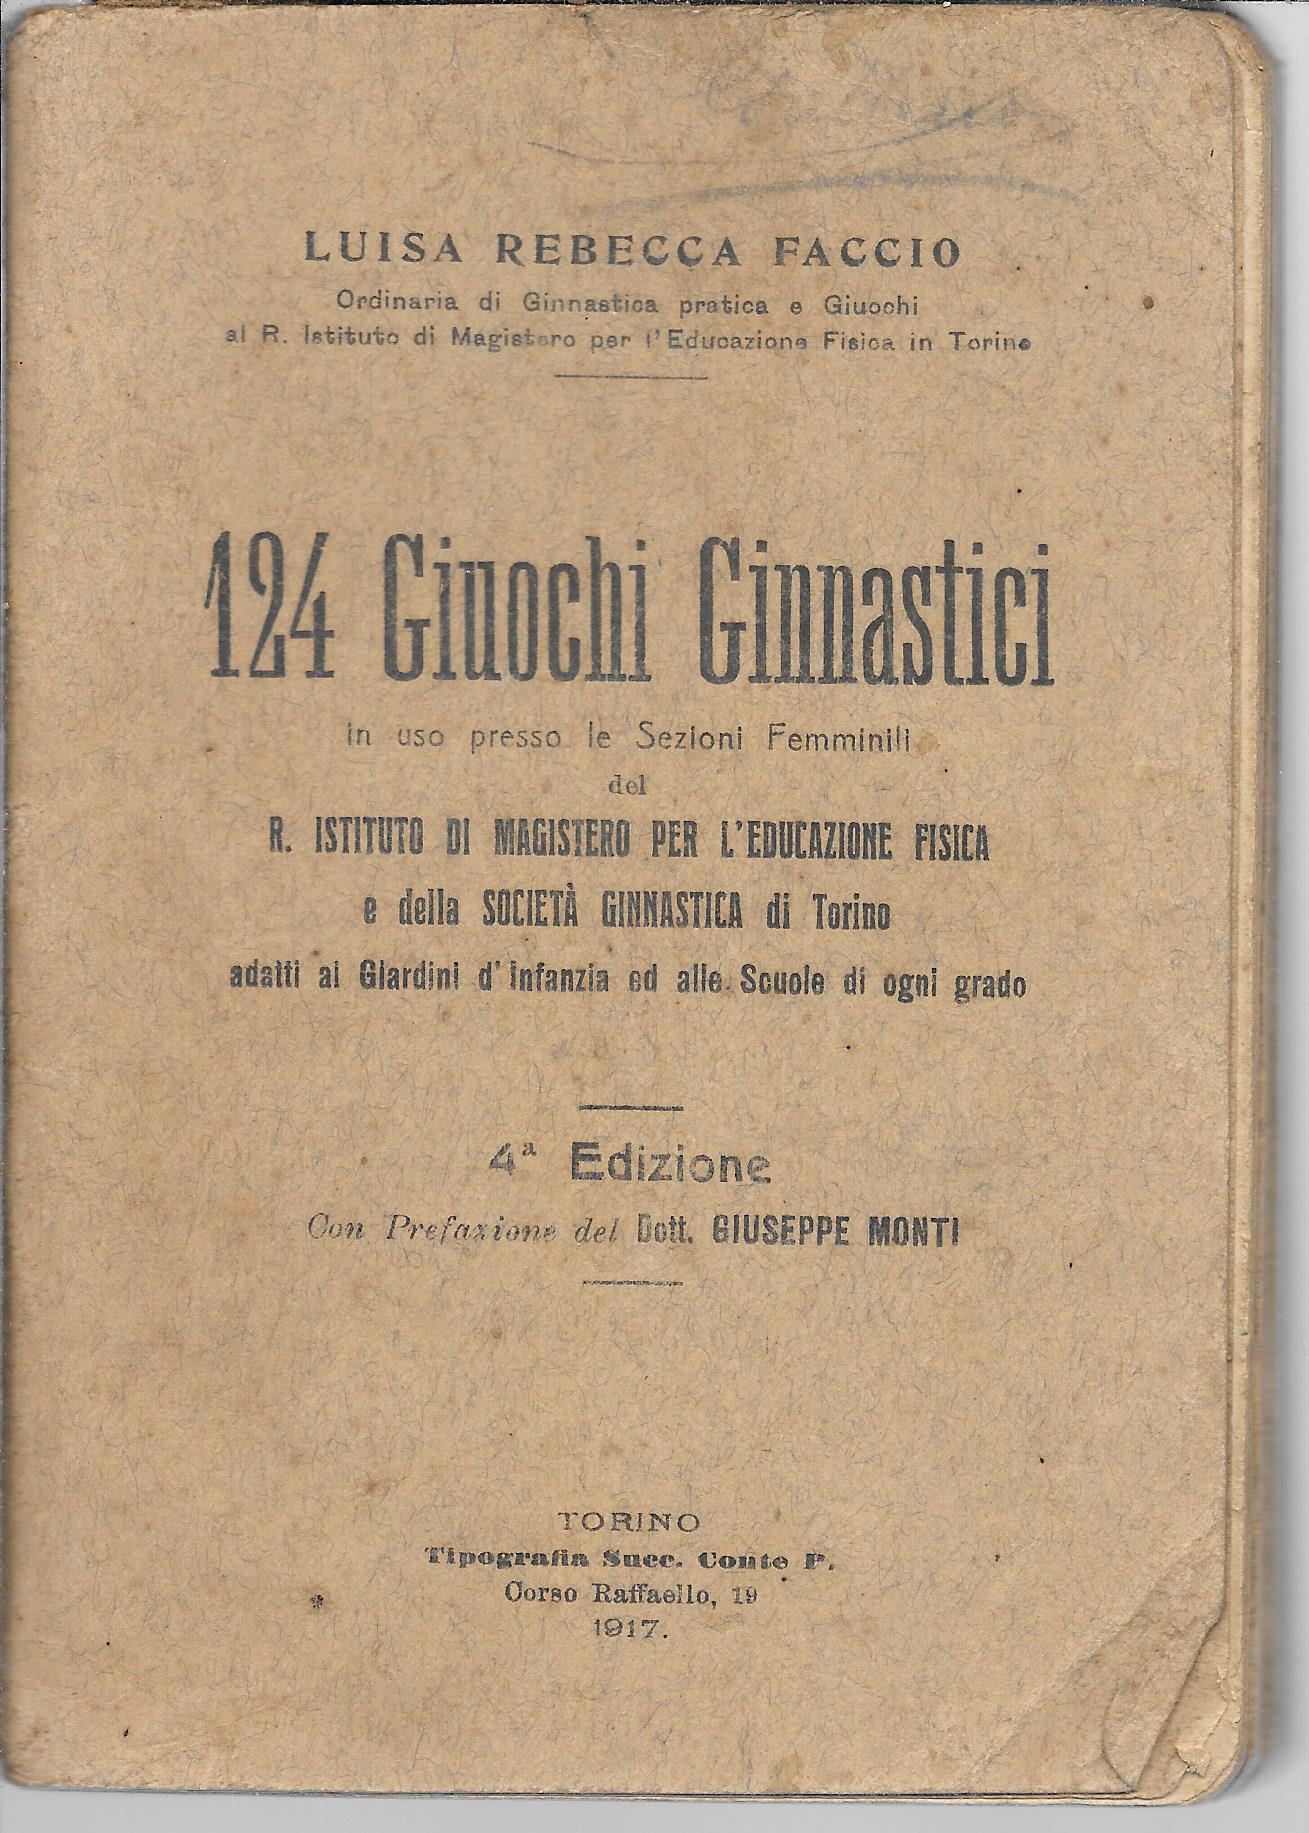 LUISA REBECCA FACCIO
Ordinaria di Ginnastica pratica e Giuochi
al R. Istituto di Magistero per l'Educazione Fisica in Torino
124 Giuochi Ginnastici
in uso presso le Sezioni Femminili
del
R. ISTITUTO DI MAGISTERO PER L'EDUCAZIONE FISICA
e della SOCIETÀ GINNASTICA di Torino
adatti ai Giardini d'Infanzia ed alle Scuole di ogni grado
4ª Edizione
Con Prefazione del Dott. GIUSEPPE MONTI
TORINO
Tipografia Succ. Conte P.
Corso Raffaello, 19
1917.